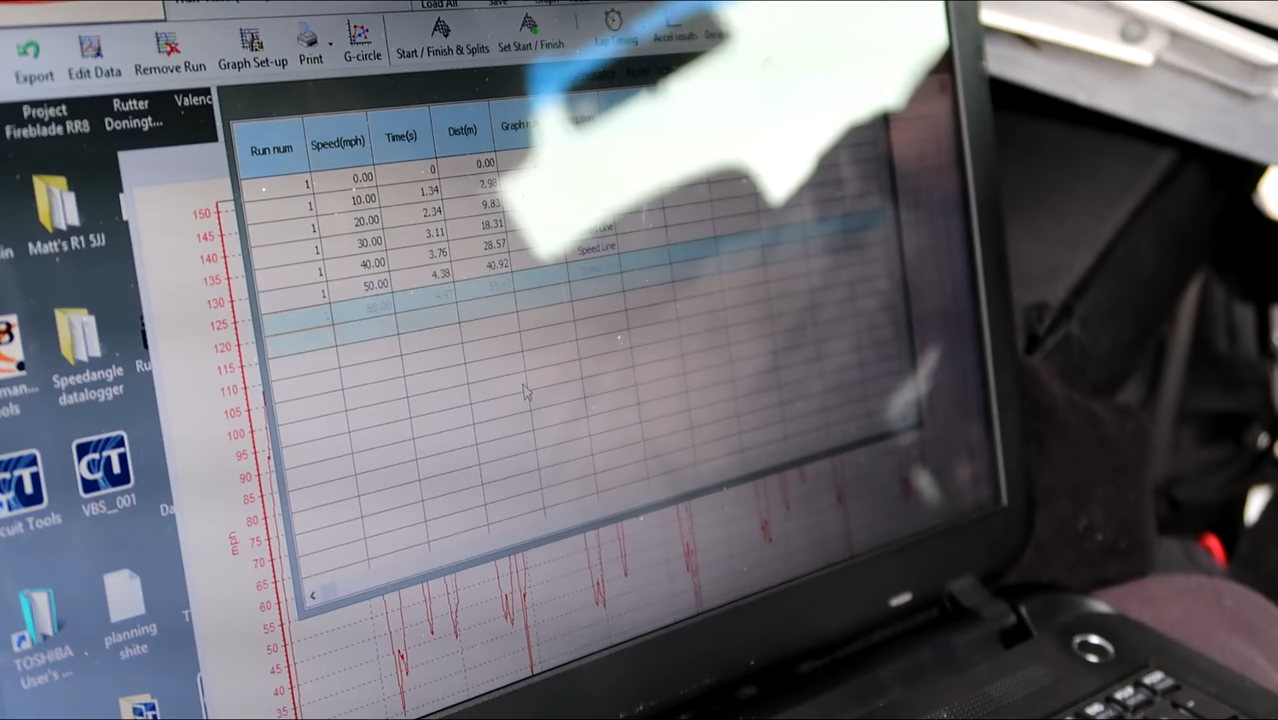 Load All
Export
Edit Data
Remove Run
Graph Set-up
Print
G-circle
Start / Finish & Splits
Set Start / Finish
Lap Timing
Accel results
Project
Fireblade RR8
Rutter
Doningt...
Valenc
Run num Speed(mph) Time(s) Dist(m)
1 0.00 0 0.00
1 10.00 1.34 2.98
1 20.00 2.34 9.83
1 30.00 3.11 18.31
1 40.00 3.76 28.57 Speed Line
1 50.00 4.38 40.92
Matt's R1 5JJ
Speedangle
datalogger
Ru
VBS_001
Da
cuit Tools
TOSHIBA
User's ...
planning
shite
150
145
140
135
130
125
120
115
110
105
100
95
90
85
80
75
70
65
60
55
50
45
40
35